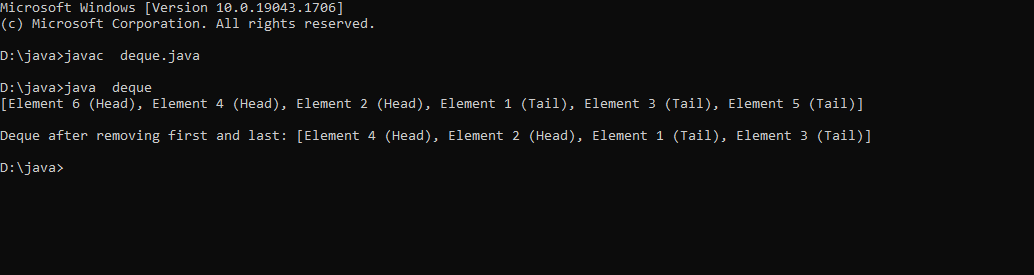 Microsoft Windows [Version 10.0.19043.1706]
(c) Microsoft Corporation. All rights reserved.
D:\java>javac  deque.java
D:\java>java  deque
[Element 6 (Head), Element 4 (Head), Element 2 (Head), Element 1 (Tail), Element 3 (Tail), Element 5 (Tail)]
Deque after removing first and last: [Element 4 (Head), Element 2 (Head), Element 1 (Tail), Element 3 (Tail)]
D:\java>